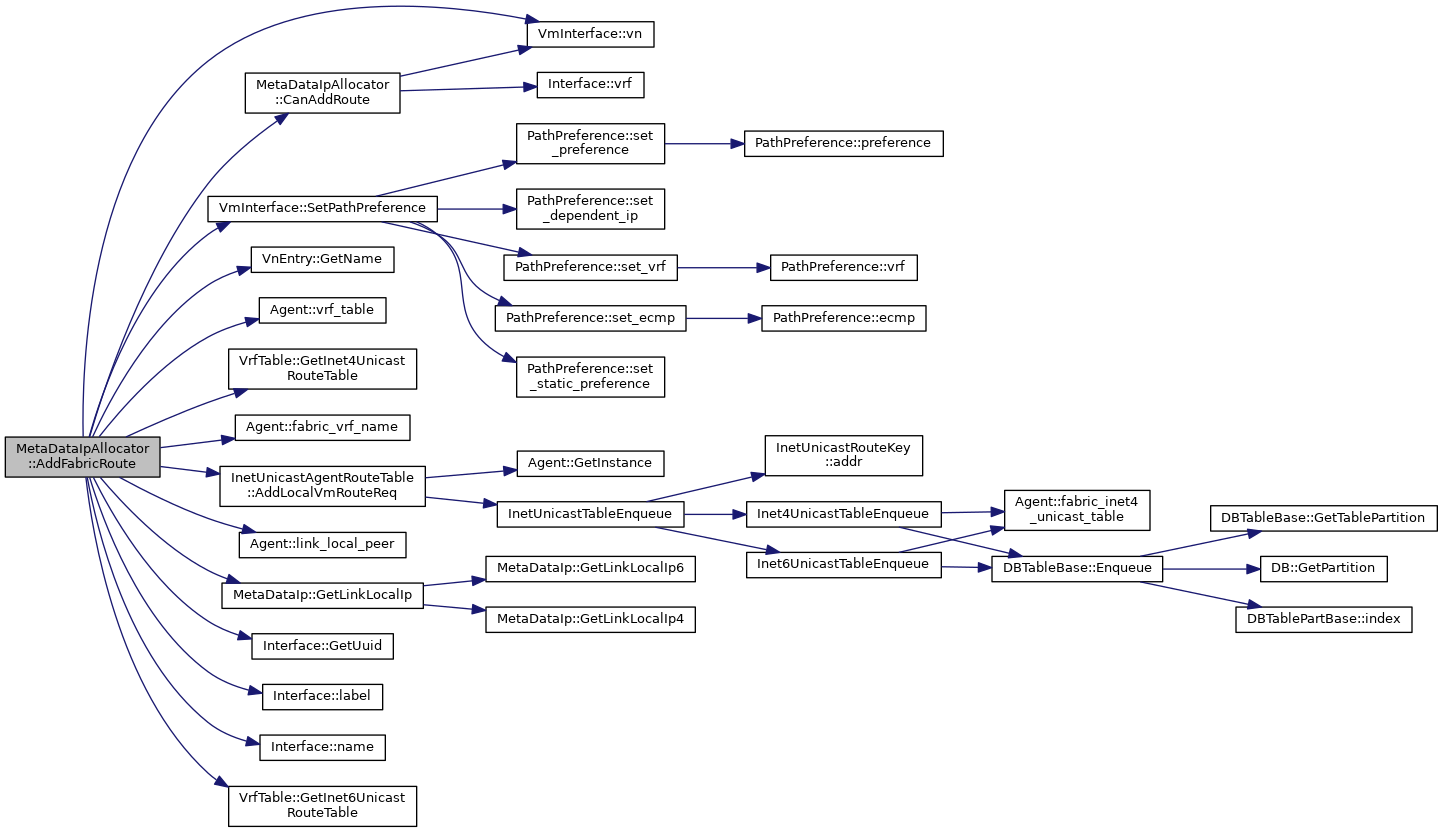 VmInterface::vn
MetaDataIpAllocator
::CanAddRoute
Interface::vrf
PathPreference::set
_preference
PathPreference::preference
VmInterface::SetPathPreference
PathPreference::set
_dependent_ip
VnEntry::GetName
PathPreference::set_vrf
PathPreference::vrf
Agent::vrf_table
PathPreference::set_ecmp
PathPreference::ecmp
VrfTable::GetInet4Unicast
RouteTable
PathPreference::set
_static_preference
Agent::fabric_vrf_name
MetaDataIpAllocator
::AddFabricRoute
InetUnicastAgentRouteTable
::AddLocalVmRouteReq
Agent::GetInstance
InetUnicastRouteKey
::addr
InetUnicastTableEnqueue
Inet4UnicastTableEnqueue
Agent::fabric_inet4
_unicast_table
DBTableBase::GetTablePartition
Agent::link_local_peer
Inet6UnicastTableEnqueue
DBTableBase::Enqueue
DB::GetPartition
MetaDataIp::GetLinkLocalIp
MetaDataIp::GetLinkLocalIp6
MetaDataIp::GetLinkLocalIp4
DBTablePartBase::index
Interface::GetUuid
Interface::label
Interface::name
VrfTable::GetInet6Unicast
RouteTable